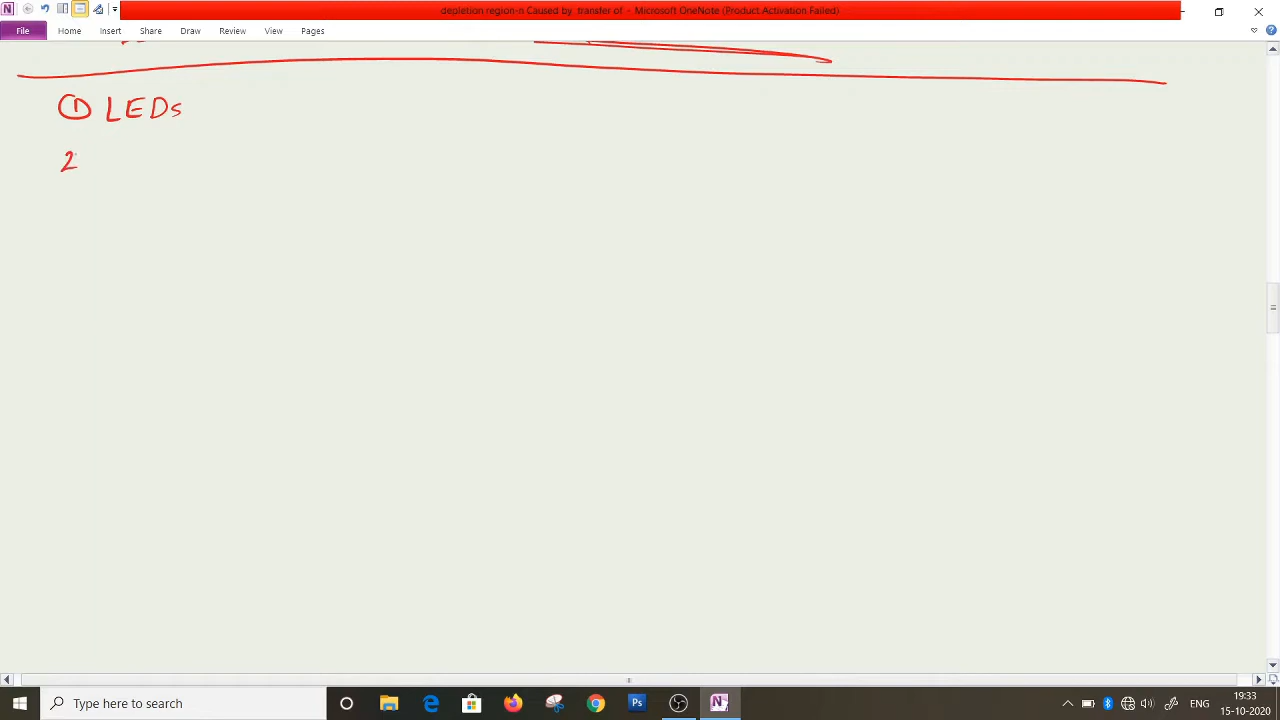 depletion region-n Caused by transfer of - Microsoft OneNote (Product Activation Failed)
File Home Insert Share Draw Review View Pages
① LEDs
2
Type here to search
ENG
19:33
15-10-2020